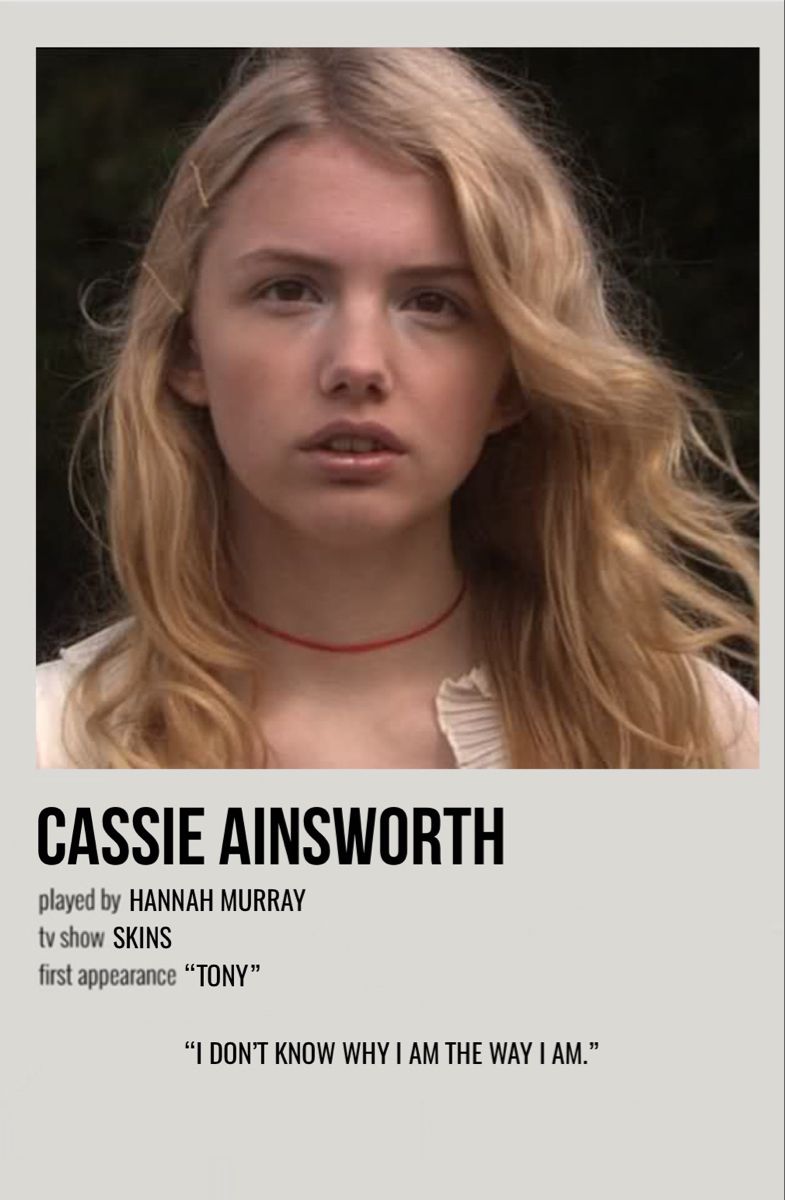 CASSIE AINSWORTH
played by HANNAH MURRAY
tv show SKINS
first appearance “TONY”
“I DON’T KNOW WHY I AM THE WAY I AM.”